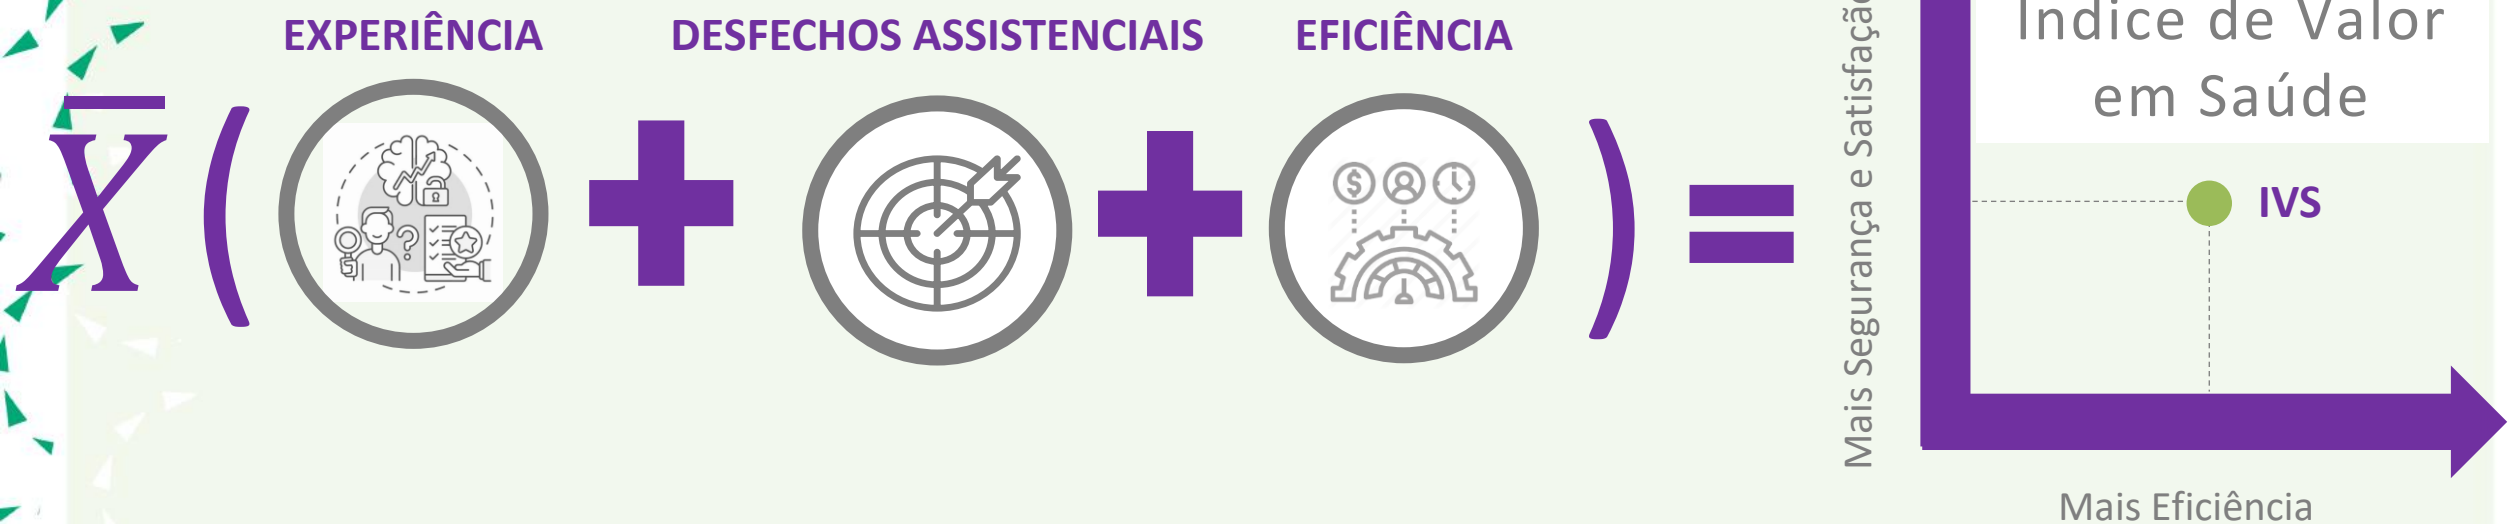 EXPERIÊNCIA
DESFECHOS ASSISTENCIAIS
EFICIÊNCIA
X ( + + ) =
Mais Segurança e Satisfação
Índice de Valor
em Saúde
IVS
Mais Eficiência